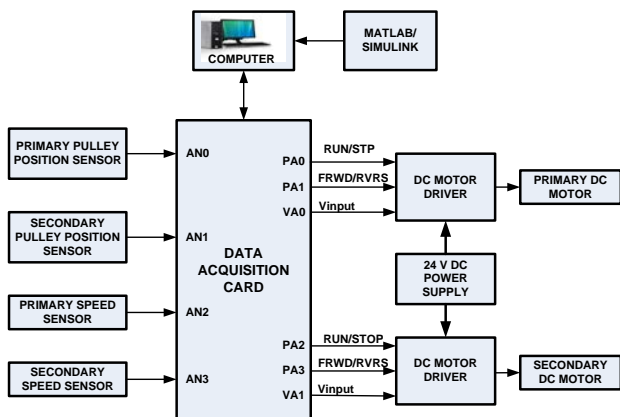 COMPUTER
MATLAB/
SIMULINK
PRIMARY PULLEY
POSITION SENSOR
SECONDARY
PULLEY POSITION
SENSOR
PRIMARY SPEED
SENSOR
SECONDARY
SPEED SENSOR
AN0
AN1
AN2
AN3
DATA
ACQUISITION
CARD
PA0
PA1
VA0
PA2
PA3
VA1
RUN/STP
FRWD/RVRS
Vinput
RUN/STOP
FRWD/RVRS
Vinput
DC MOTOR
DRIVER
PRIMARY DC
MOTOR
24 V DC
POWER
SUPPLY
DC MOTOR
DRIVER
SECONDARY
DC MOTOR